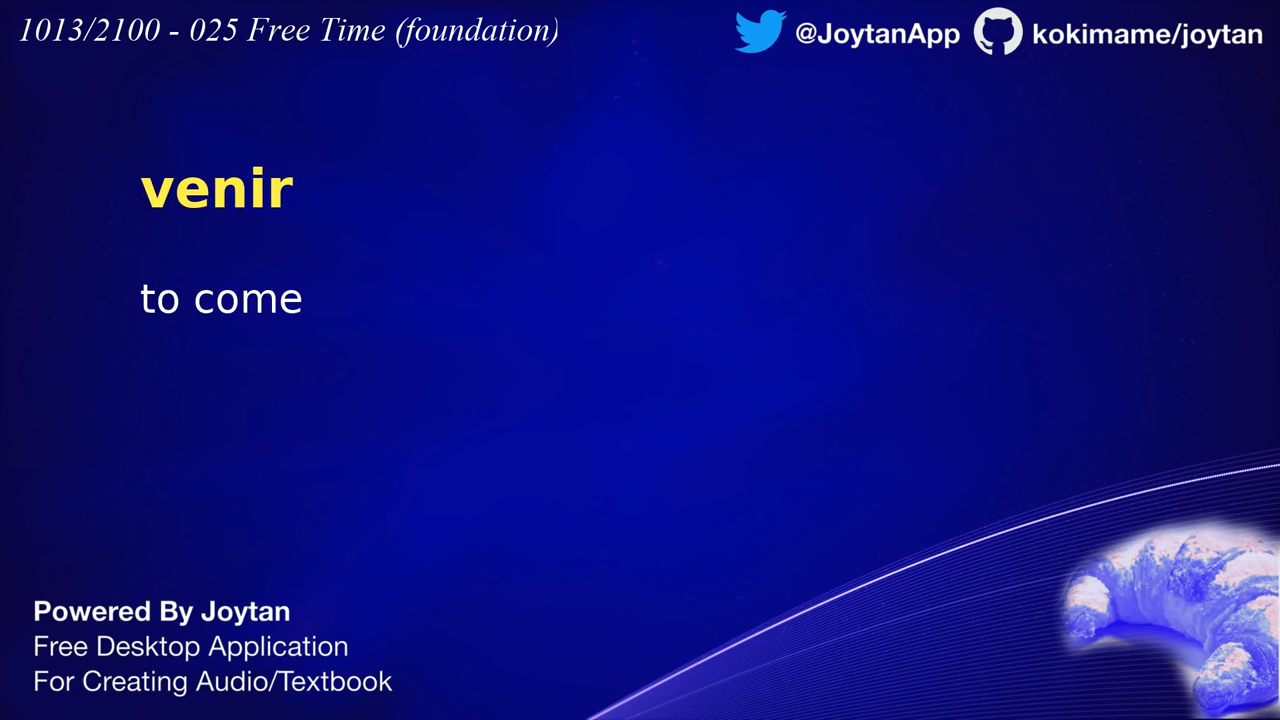 1013/2100 - 025 Free Time (foundation)
@JoytanApp kokimame/joytan
venir
to come
Powered By Joytan
Free Desktop Application
For Creating Audio/Textbook